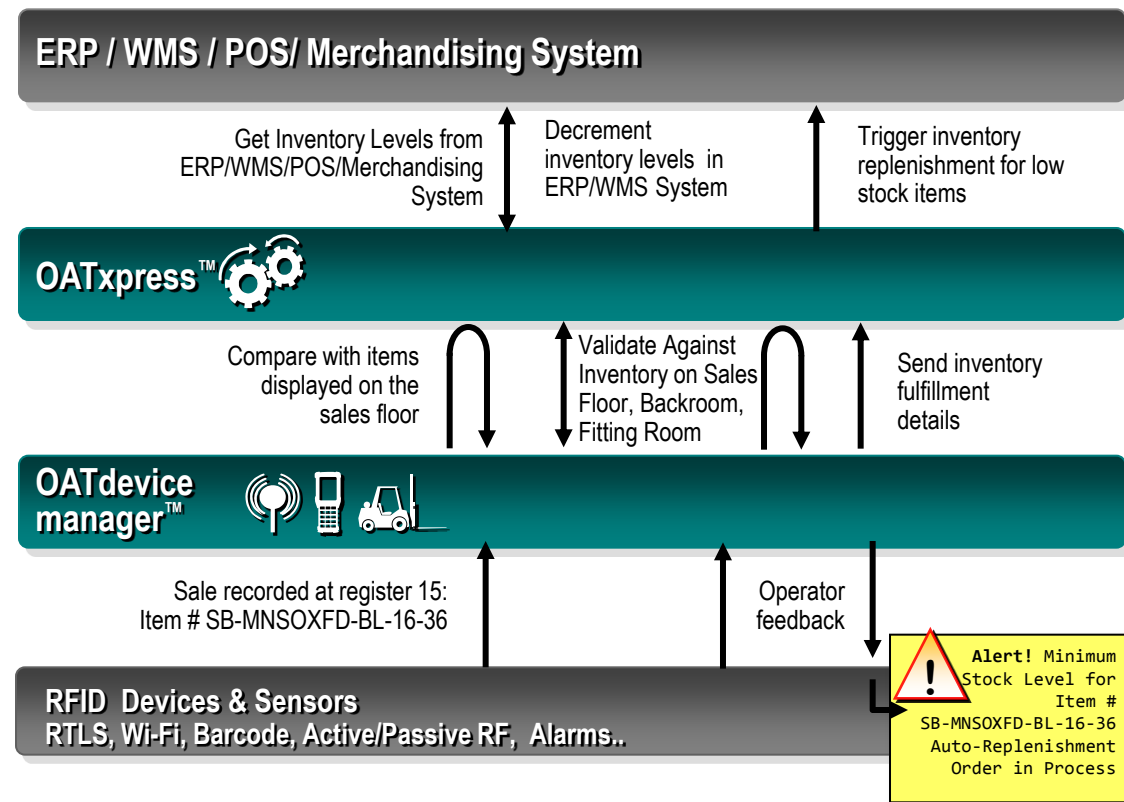 ERP / WMS / POS/ Merchandising System
Get Inventory Levels from
ERP/WMS/POS/Merchandising
System
Decrement
inventory levels in
ERP/WMS System
Trigger inventory
replenishment for low
stock items
OATxpress™
Compare with items
displayed on the
sales floor
Validate Against
Inventory on Sales
Floor, Backroom,
Fitting Room
Send inventory
fulfillment
details
OATdevice
manager™
Sale recorded at register 15:
Item # SB-MNSOXFD-BL-16-36
Operator
feedback
RFID Devices & Sensors
RTLS, Wi-Fi, Barcode, Active/Passive RF, Alarms..
!
Alert! Minimum
Stock Level for
Item #
SB-MNSOXFD-BL-16-36
Auto-Replenishment
Order in Process